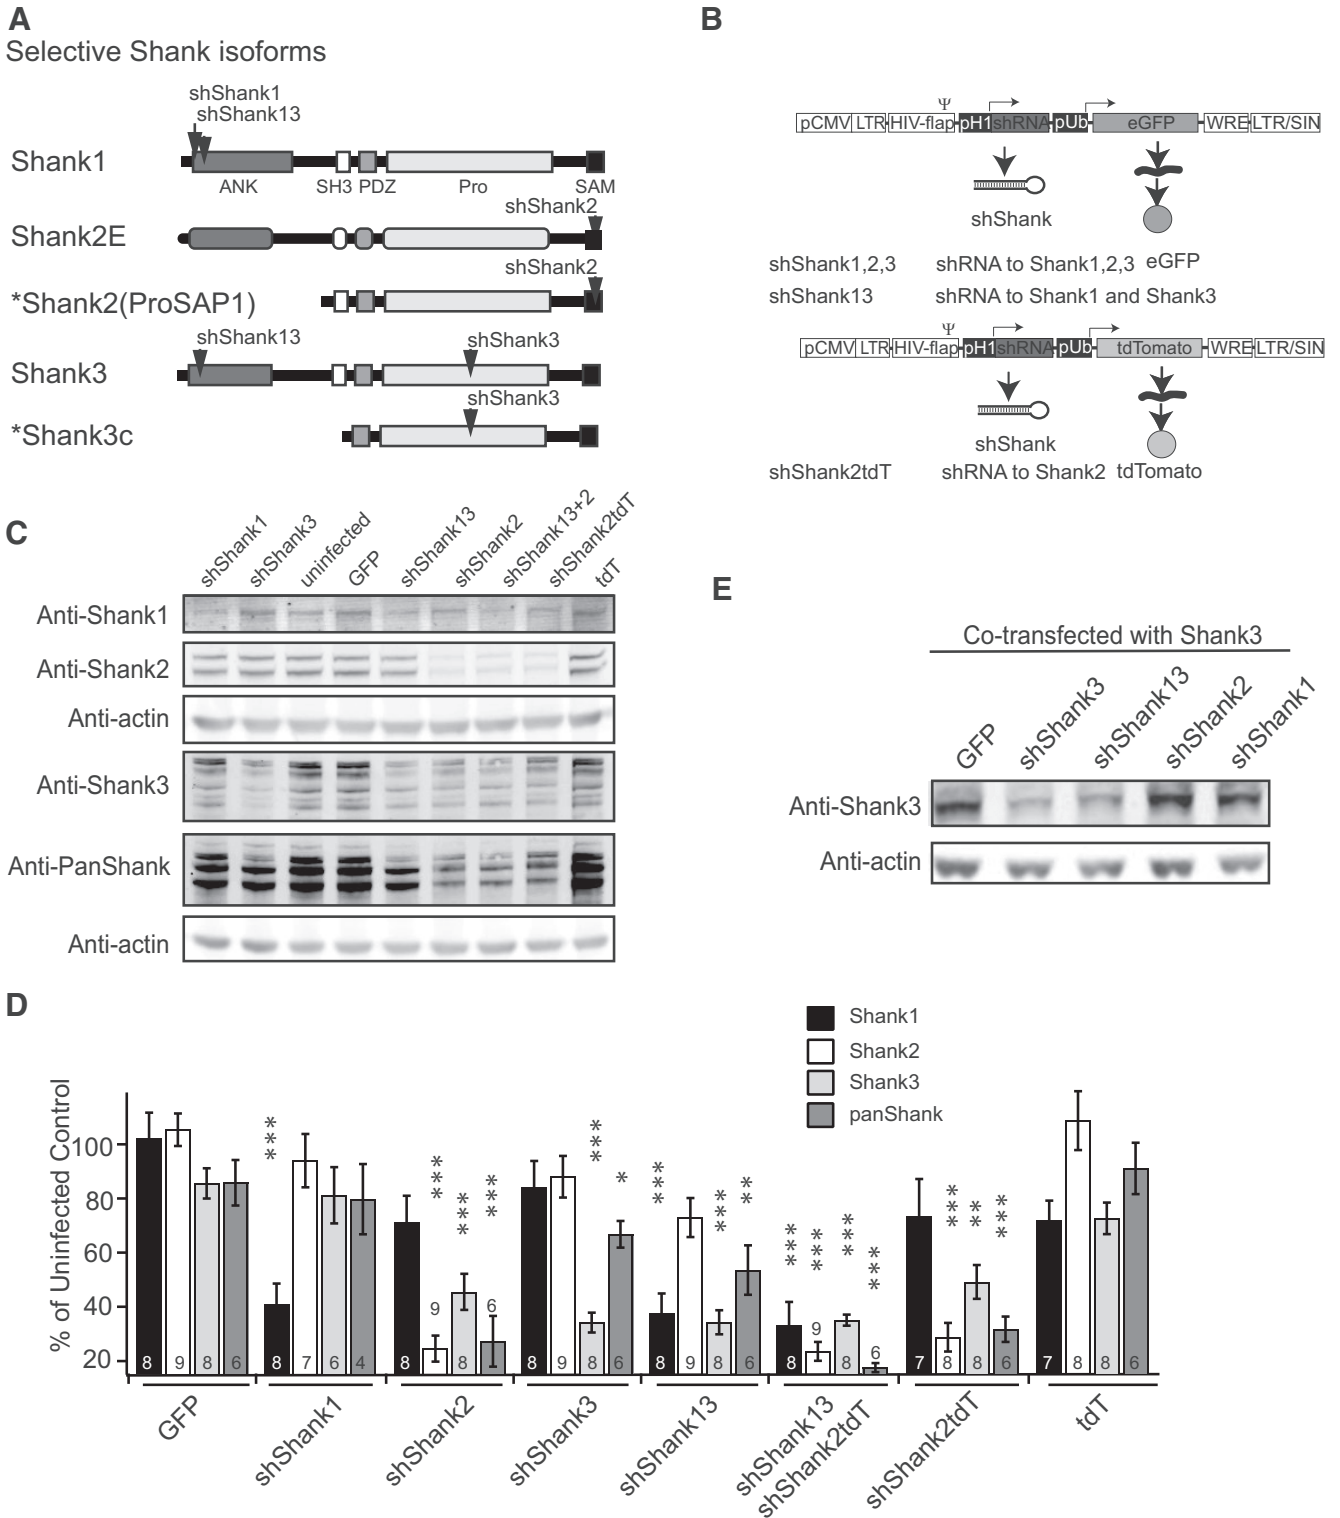 A
Selective Shank isoforms
shShank1
shShank13
Shank1
ANK SH3 PDZ Pro SAM
shShank2
Shank2E
shShank2
*Shank2(ProSAP1)
shShank13 shShank3
Shank3
shShank3
*Shank3c
B
Ψ
pCMV LTR HIV-flap pH1 shRNA pUb eGFP WRE LTR/SIN
shShank
shShank1,2,3 shRNA to Shank1,2,3 eGFP
shShank13 shRNA to Shank1 and Shank3
Ψ
pCMV LTR HIV-flap pH1 shRNA pUb tdTomato WRE LTR/SIN
shShank
shShank2tdT shRNA to Shank2 tdTomato
C
shShank1 shShank3 uninfected GFP shShank13 shShank2 shShank13+2 shShank2tdT tdT
Anti-Shank1
Anti-Shank2
Anti-actin
Anti-Shank3
Anti-PanShank
Anti-actin
E
Co-transfected with Shank3
GFP shShank3 shShank13 shShank2 shShank1
Anti-Shank3
Anti-actin
D
Shank1
Shank2
Shank3
panShank
% of Uninfected Control
100
80
60
40
20
*** *** *** *** *** * *** *** ** *** *** *** *** *** ** ***
8 9 8 6 8 7 6 4 8 9 8 6 8 9 8 6 8 9 8 6 8 9 8 6 7 8 8 6 7 8 8 6
GFP
shShank1
shShank2
shShank3
shShank13
shShank13
shShank2tdT
shShank2tdT
tdT